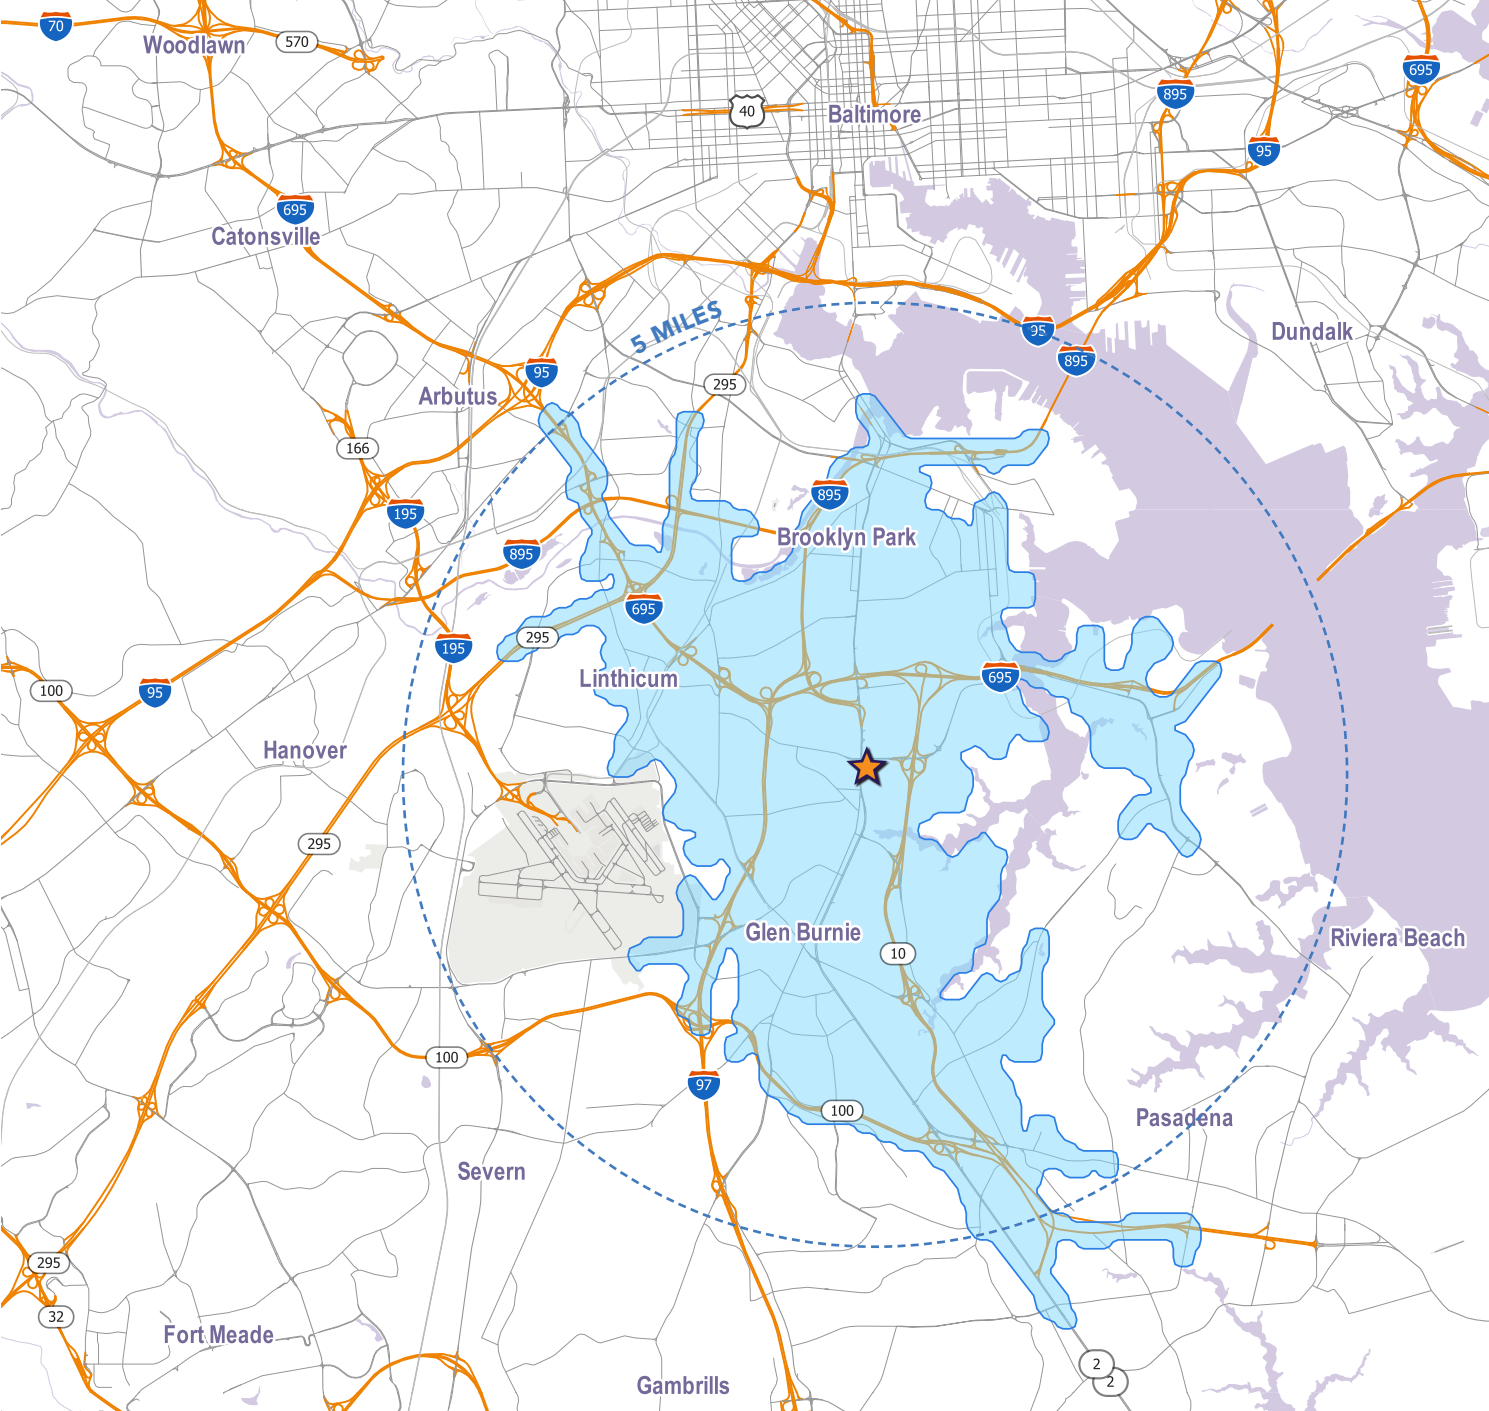 70
Woodlawn
570
695
895
40
Baltimore
95
695
Catonsville
5 MILES
95
Dundalk
895
95
295
Arbutus
166
895
195
Brooklyn Park
895
695
295
195
Linthicum
695
100
95
Hanover
295
Glen Burnie
Riviera Beach
10
100
97
100
Pasadena
Severn
295
32
Fort Meade
2
2
Gambrills